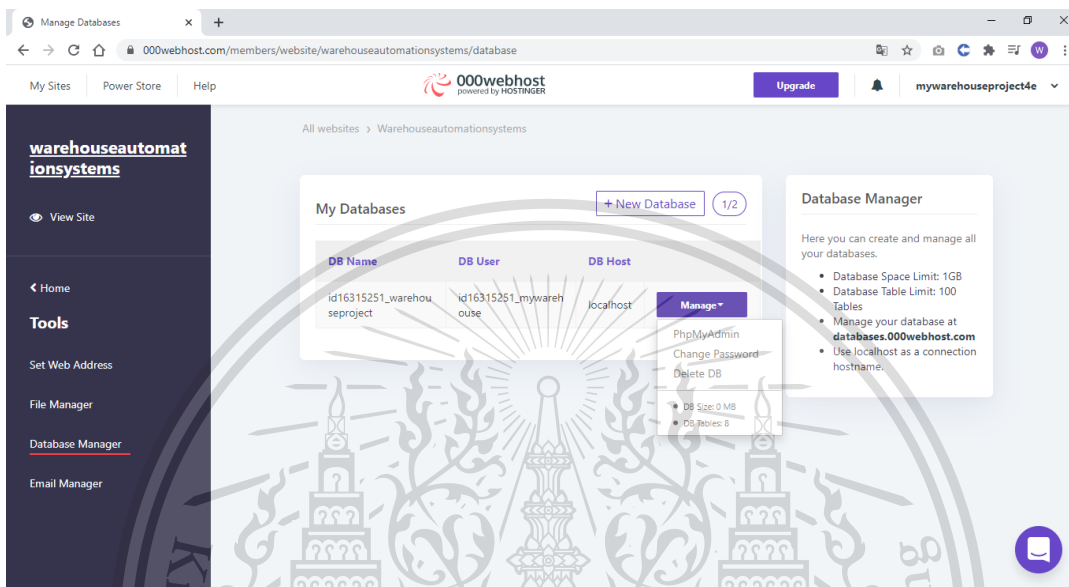 Manage Databases
000webhost.com/members/website/warehouseautomationsystems/database
W
My Sites
Power Store
Help
000webhost
powered by HOSTINGER
Upgrade
mywarehouseproject4e
warehouseautomat
ionsystems
View Site
Home
Tools
Set Web Address
File Manager
Database Manager
Email Manager
All websites › Warehouseautomationsystems
My Databases
+ New Database
1/2
DB Name DB User DB Host
id16315251_warehou id16315251_mywareh localhost Manage
seproject ouse
PhpMyAdmin
Change Password
Delete DB
DB Size: 0 MB
DB Tables: 8
Database Manager
Here you can create and manage all
your databases.
• Database Space Limit: 1GB
• Database Table Limit: 100
Tables
• Manage your database at
databases.000webhost.com
• Use localhost as a connection
hostname.